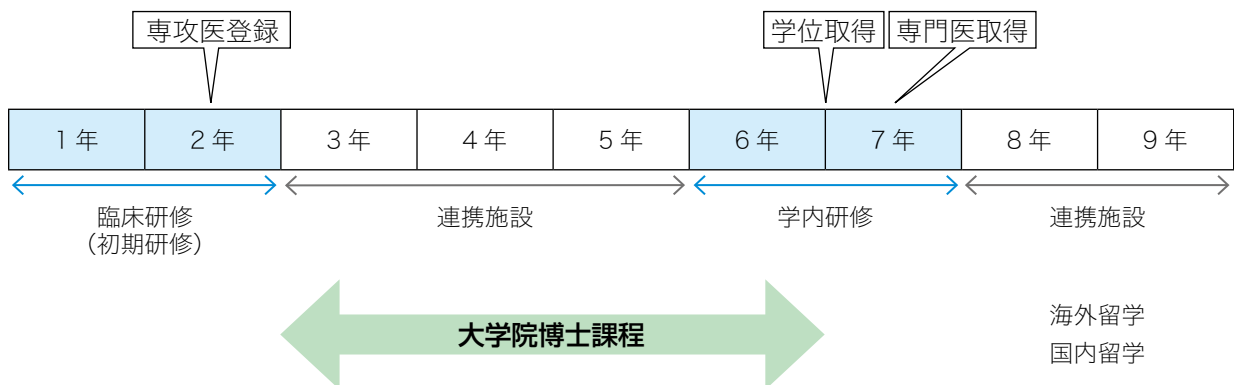 専攻医登録
学位取得
専門医取得
1年
2年
3年
4年
5年
6年
7年
8年
9年
臨床研修
（初期研修）
連携施設
学内研修
連携施設
大学院博士課程
海外留学
国内留学